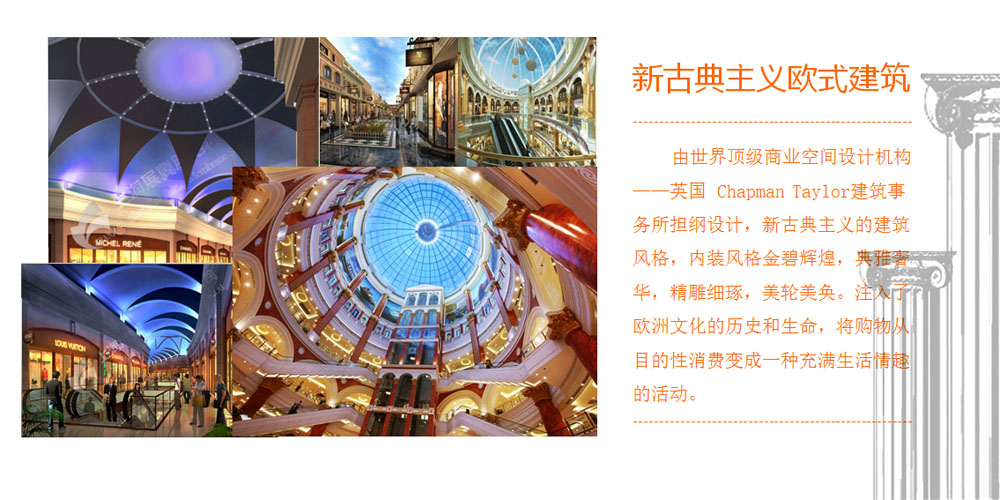 新古典主义欧式建筑
由世界顶级商业空间设计机构
——英国 Chapman Taylor建筑事
务所担纲设计，新古典主义的建筑
风格，内装风格金碧辉煌，典雅奢
华，精雕细琢，美轮美奂。注入了
欧洲文化的历史和生命，将购物从
目的性消费变成一种充满生活情趣
的活动。
MICHEL RENÉ
LOUIS VUITTON